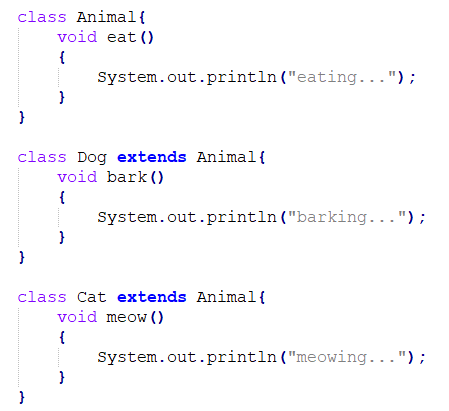 class Animal{
    void eat()
    {
        System.out.println("eating...");
    }
}

class Dog extends Animal{
    void bark()
    {
        System.out.println("barking...");
    }
}

class Cat extends Animal{
    void meow()
    {
        System.out.println("meowing...");
    }
}